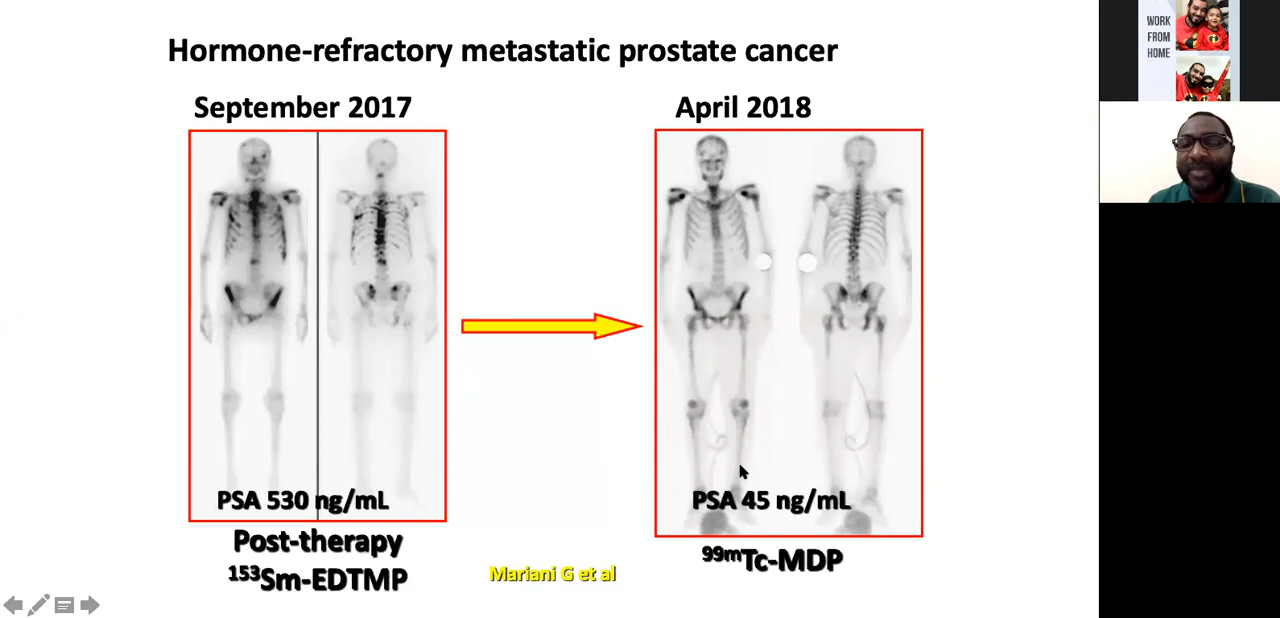 Hormone-refractory metastatic prostate cancer
September 2017
April 2018
PSA 530 ng/mL
PSA 45 ng/mL
Post-therapy
153Sm-EDTMP
99mTc-MDP
Mariani G et al
WORK
FROM
HOME